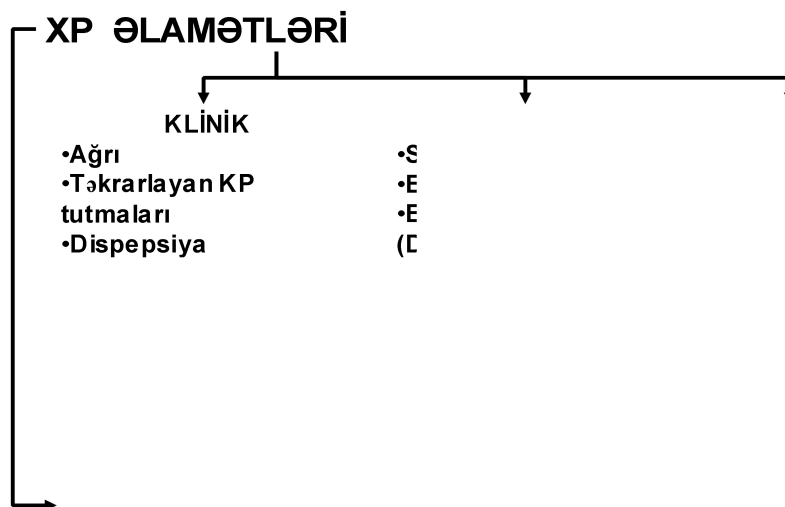 XP ƏLAMƏTLƏRİ
KLİNİK
•Ağrı
•Təkrarlayan KP
tutmaları
•Dispepsiya